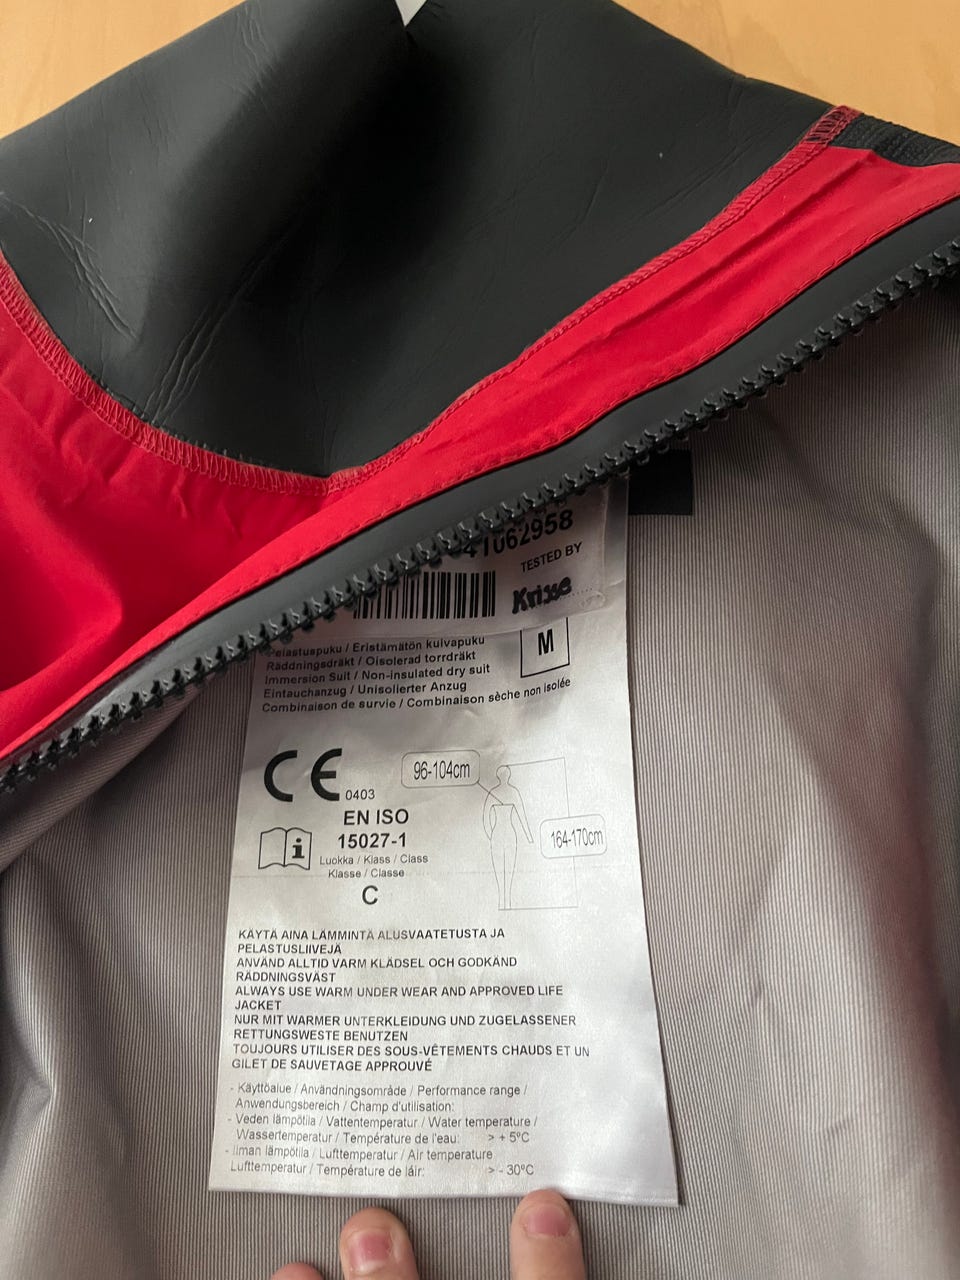 41062958
TESTED BY
Krisse
Pelastuspuku / Eristämätön kuivapuku
Räddningsdräkt / Oisolerad torrdräkt
Immersion Suit / Non-insulated dry suit
Eintauchanzug / Unisolierter Anzug
Combinaison de survie / Combinaison sèche non isolée
M
CE
0403
96-104cm
EN ISO
15027-1
i
164-170cm
Luokka / Klass / Class
Klasse / Classe
C
KÄYTÄ AINA LÄMMINTÄ ALUSVAATETUSTA JA
PELASTUSLIIVEJÄ
ANVÄND ALLTID VARM KLÄDSEL OCH GODKÄND
RÄDDNINGSVÄST
ALWAYS USE WARM UNDER WEAR AND APPROVED LIFE
JACKET
NUR MIT WARMER UNTERKLEIDUNG UND ZUGELASSENER
RETTUNGSWESTE BENUTZEN
TOUJOURS UTILISER DES SOUS-VÊTEMENTS CHAUDS ET UN
GILET DE SAUVETAGE APPROUVÉ
- Käyttöalue / Användningsområde / Performance range /
Anwendungsbereich / Champ d'utilisation:
- Veden lämpötila / Vattentemperatur / Water temperature /
Wassertemperatur / Température de l'eau: > + 5ºC
- Ilman lämpötila / Lufttemperatur / Air temperature
Lufttemperatur / Température de láir: > - 30ºC